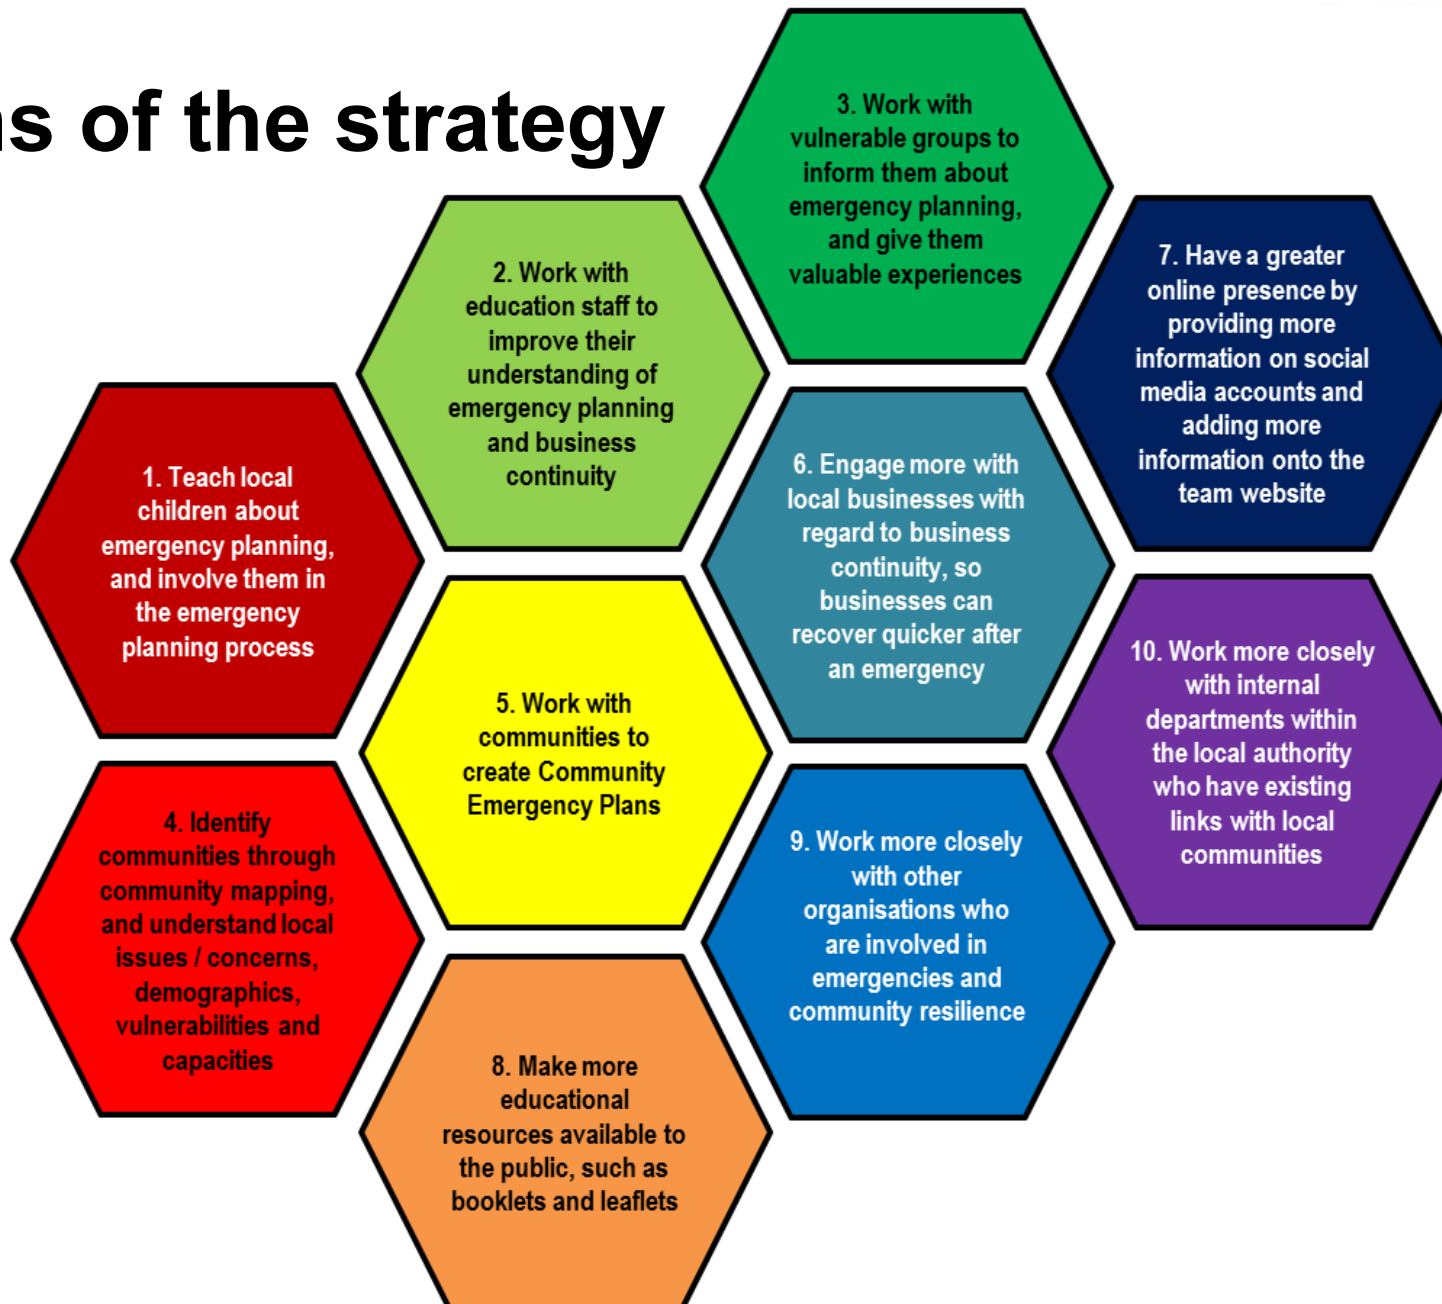 ns of the strategy
1. Teach local
children about
emergency planning,
and involve them in
the emergency
planning process
2. Work with
education staff to
improve their
understanding of
emergency planning
and business
continuity
3. Work with
vulnerable groups to
inform them about
emergency planning,
and give them
valuable experiences
4. Identify
communities through
community mapping,
and understand local
issues / concerns,
demographics,
vulnerabilities and
capacities
5. Work with
communities to
create Community
Emergency Plans
6. Engage more with
local businesses with
regard to business
continuity, so
businesses can
recover quicker after
an emergency
7. Have a greater
online presence by
providing more
information on social
media accounts and
adding more
information onto the
team website
8. Make more
educational
resources available to
the public, such as
booklets and leaflets
9. Work more closely
with other
organisations who
are involved in
emergencies and
community resilience
10. Work more closely
with internal
departments within
the local authority
who have existing
links with local
communities